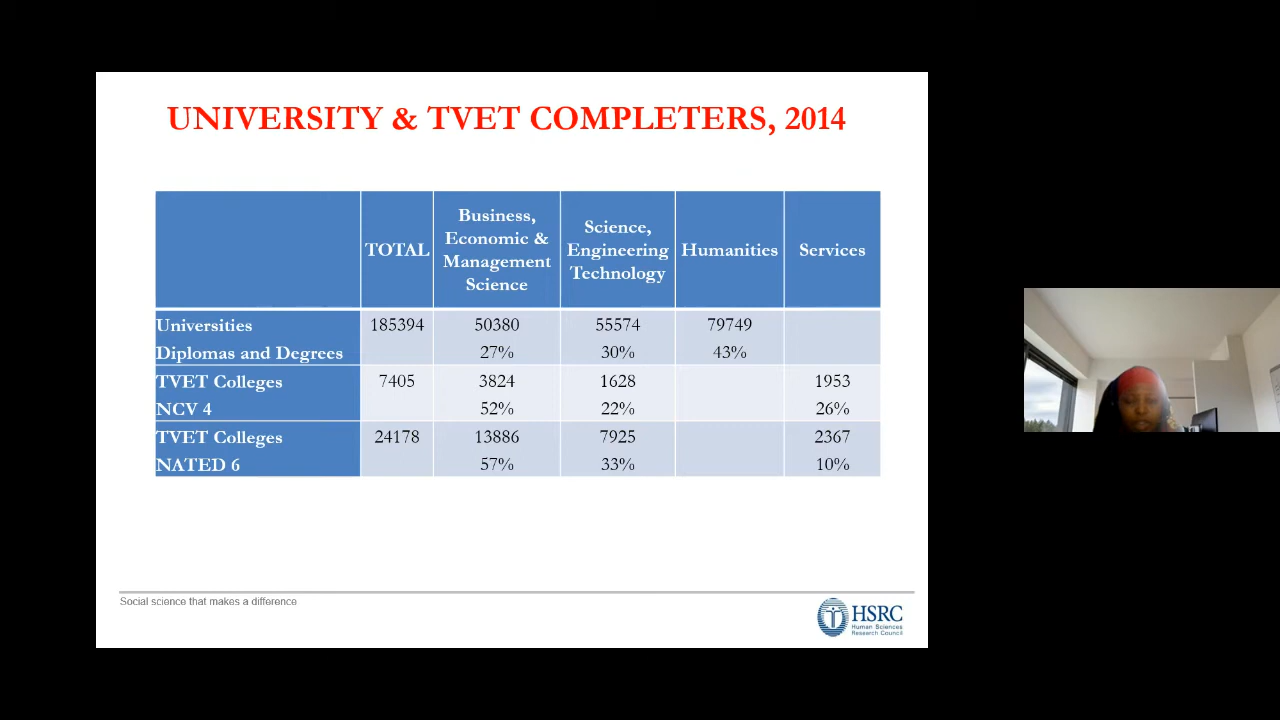 UNIVERSITY & TVET COMPLETERS, 2014
TOTAL
Business,
Economic &
Management
Science
Science,
Engineering
Technology
Humanities
Services
Universities
Diplomas and Degrees
185394
50380
27%
55574
30%
79749
43%
TVET Colleges
NCV 4
7405
3824
52%
1628
22%
1953
26%
TVET Colleges
NATED 6
24178
13886
57%
7925
33%
2367
10%
Social science that makes a difference
HSRC
Human Sciences
Research Council